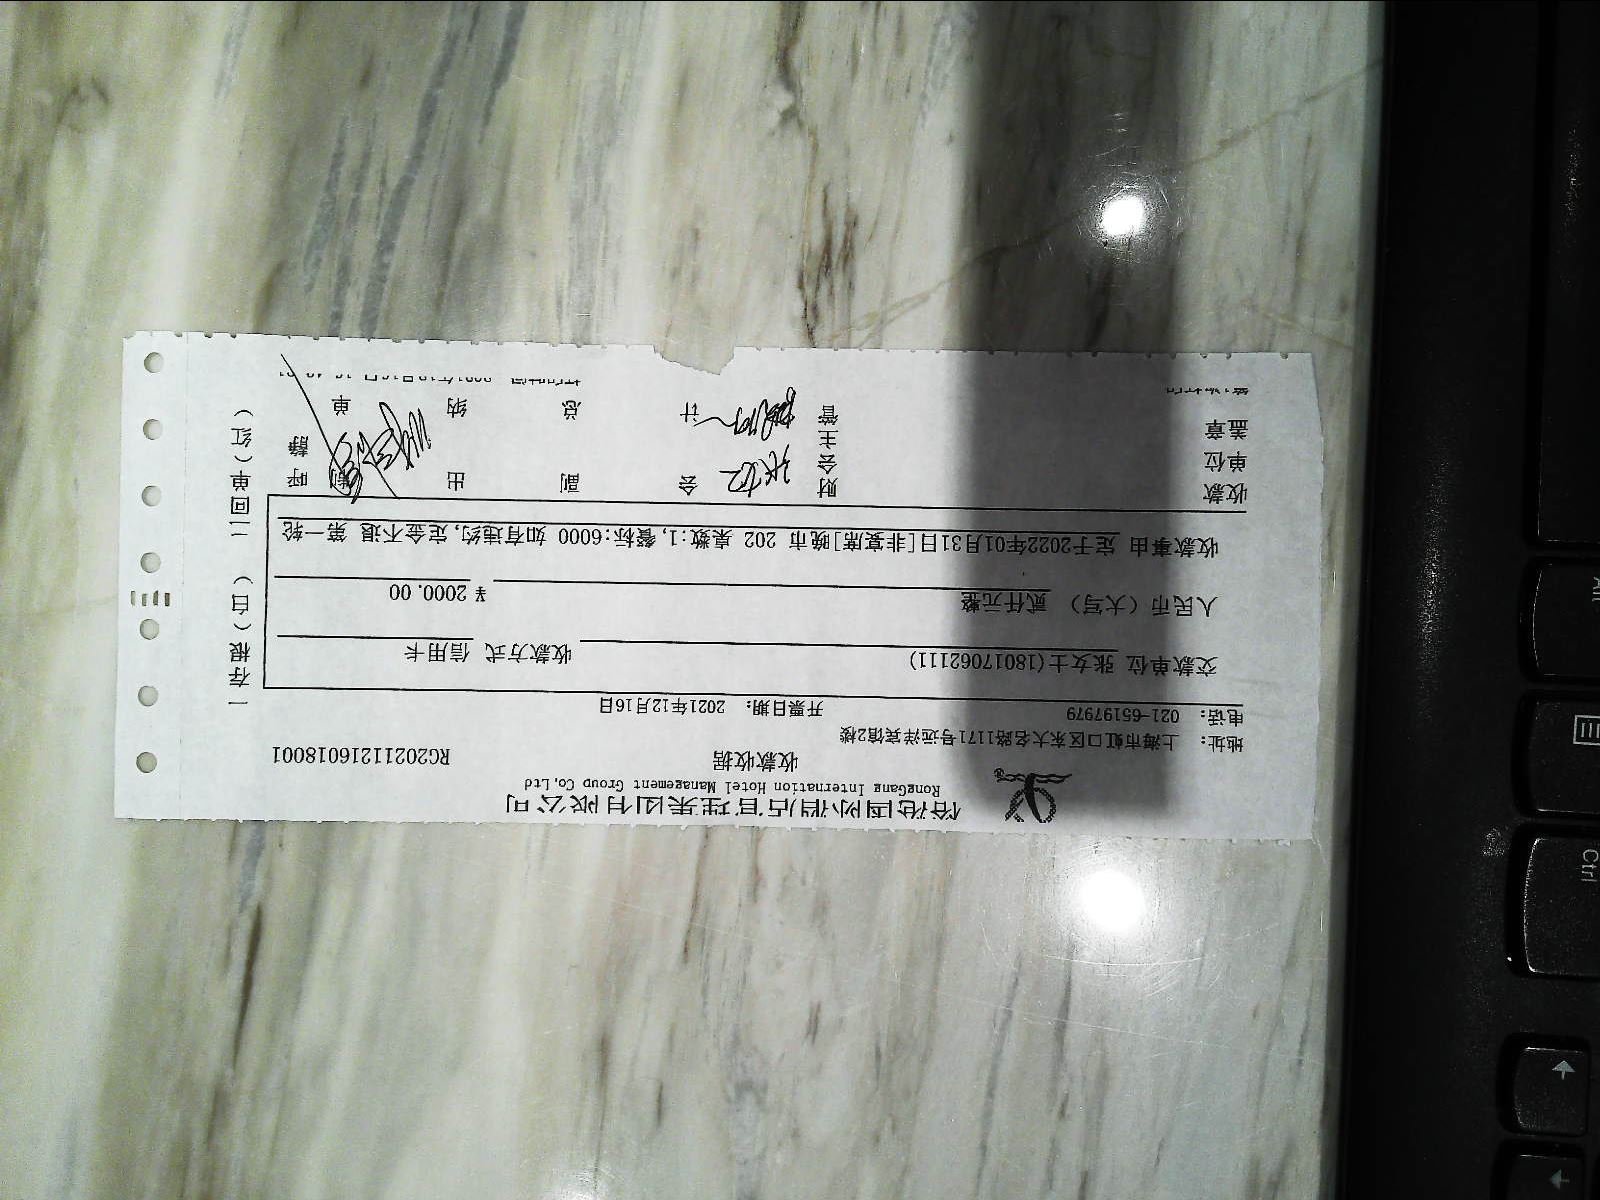 榕港国际酒店管理集团有限公司
RongGang Internation Hotel Management Group Co,Ltd
收款收据 RG20211216018001
地址: 上海市虹口区东大名路1171号远洋宾馆2楼
电话: 021-65197979 开票日期: 2021年12月16日
交款单位 张女士(18017062111) 收款方式 信用卡
人民币(大写) 贰仟元整 ¥ 2000.00
收款事由 定于2022年01月31日[非宴席]晚市 202 桌数:1,餐标:6000 如有违约,定金不退 第一轮
收款单位盖章 财会主管 会计 副总 出纳 制单 呼静
一存根(白) 二回单(红)
Ctrl